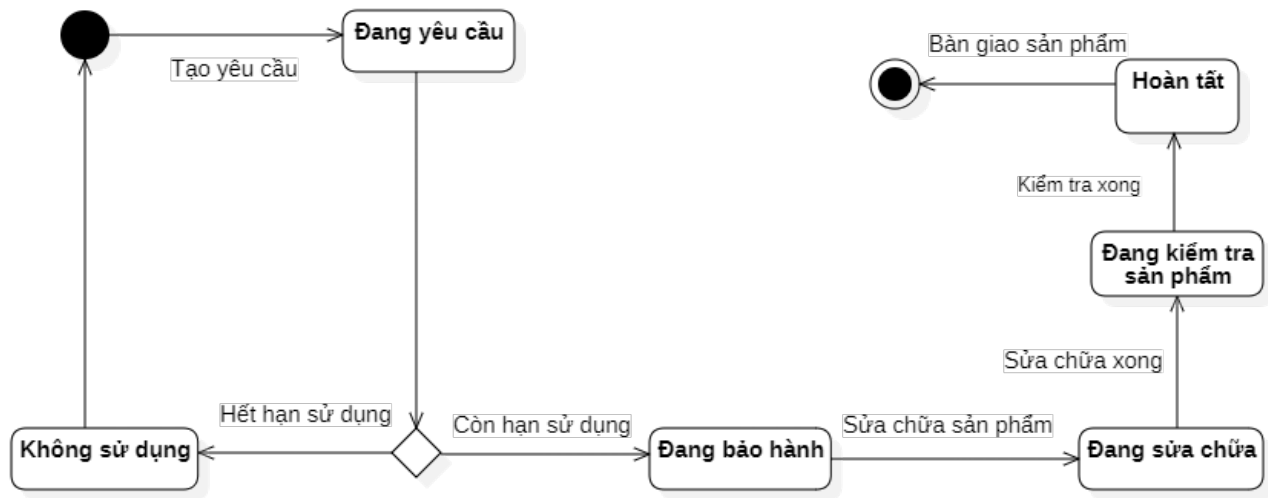 Đang yêu cầu
Tạo yêu cầu
Bàn giao sản phẩm
Hoàn tất
Kiểm tra xong
Đang kiểm tra
sản phẩm
Sửa chữa xong
Hết hạn sử dụng
Còn hạn sử dụng
Sửa chữa sản phẩm
Không sử dụng
Đang bảo hành
Đang sửa chữa